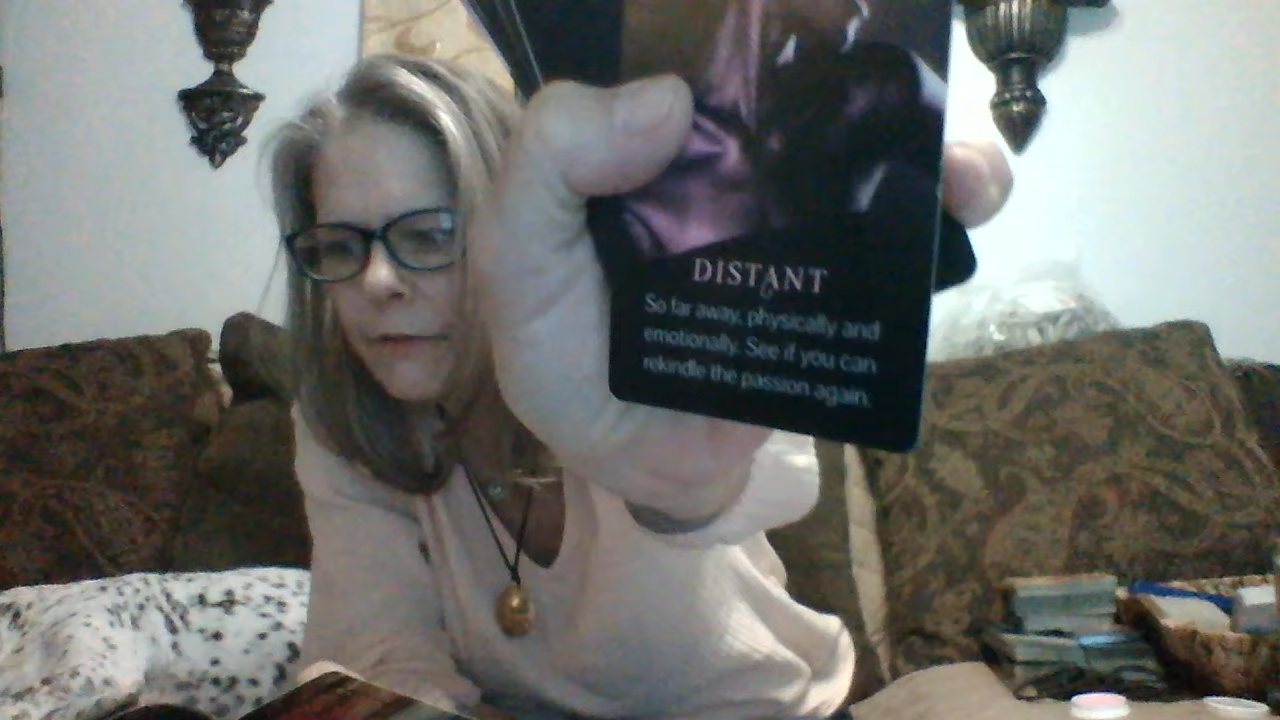 DISTANT
So far away, physically and
emotionally. See if you can
rekindle the passion again.